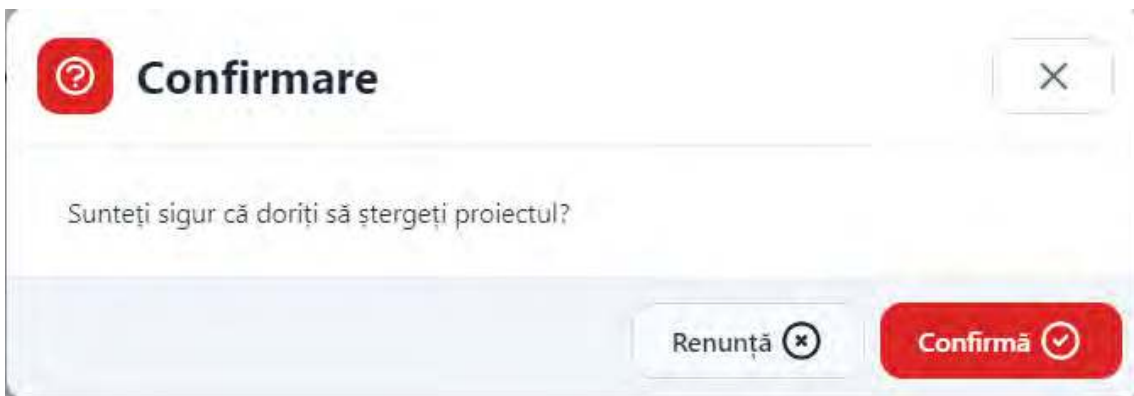 Confirmare
Sunteți sigur că doriți să ștergeți proiectul?
Renunță
Confirmă